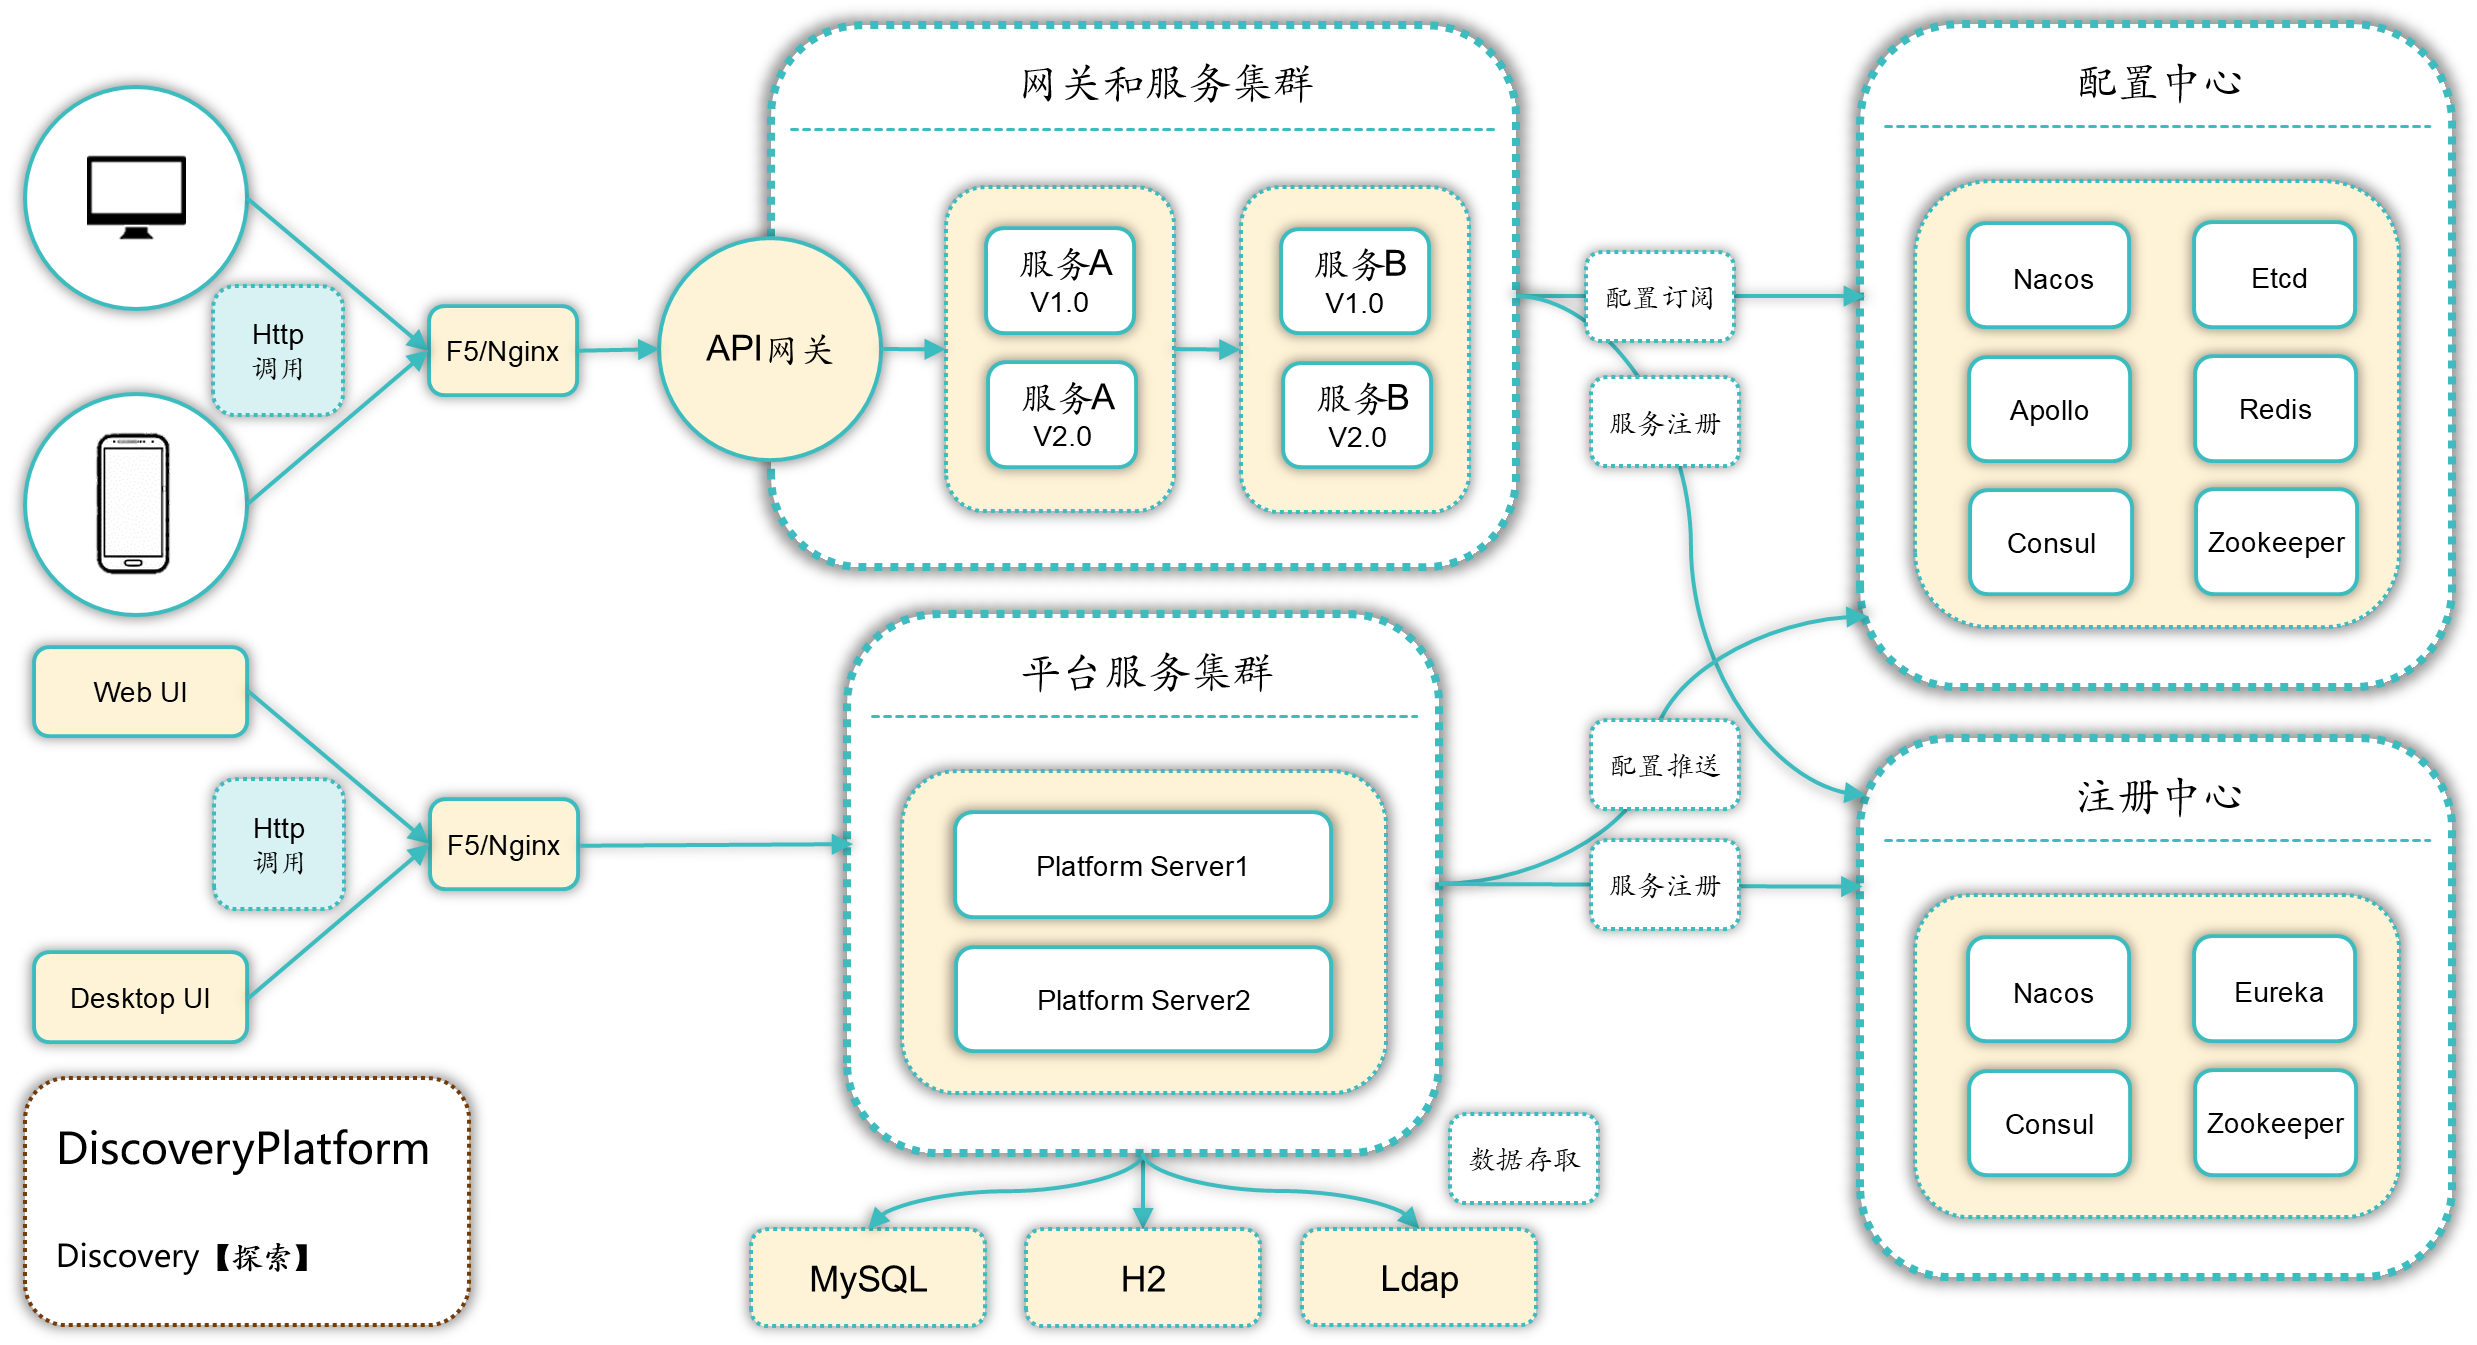 网关和服务集群
服务A
V1.0
服务A
V2.0
服务B
V1.0
服务B
V2.0
API网关
Http
调用
F5/Nginx
配置订阅
服务注册
配置中心
Nacos
Etcd
Apollo
Redis
Consul
Zookeeper
Web UI
Http
调用
Desktop UI
F5/Nginx
平台服务集群
Platform Server1
Platform Server2
配置推送
服务注册
注册中心
Nacos
Eureka
Consul
Zookeeper
数据存取
MySQL
H2
Ldap
DiscoveryPlatform
Discovery【探索】